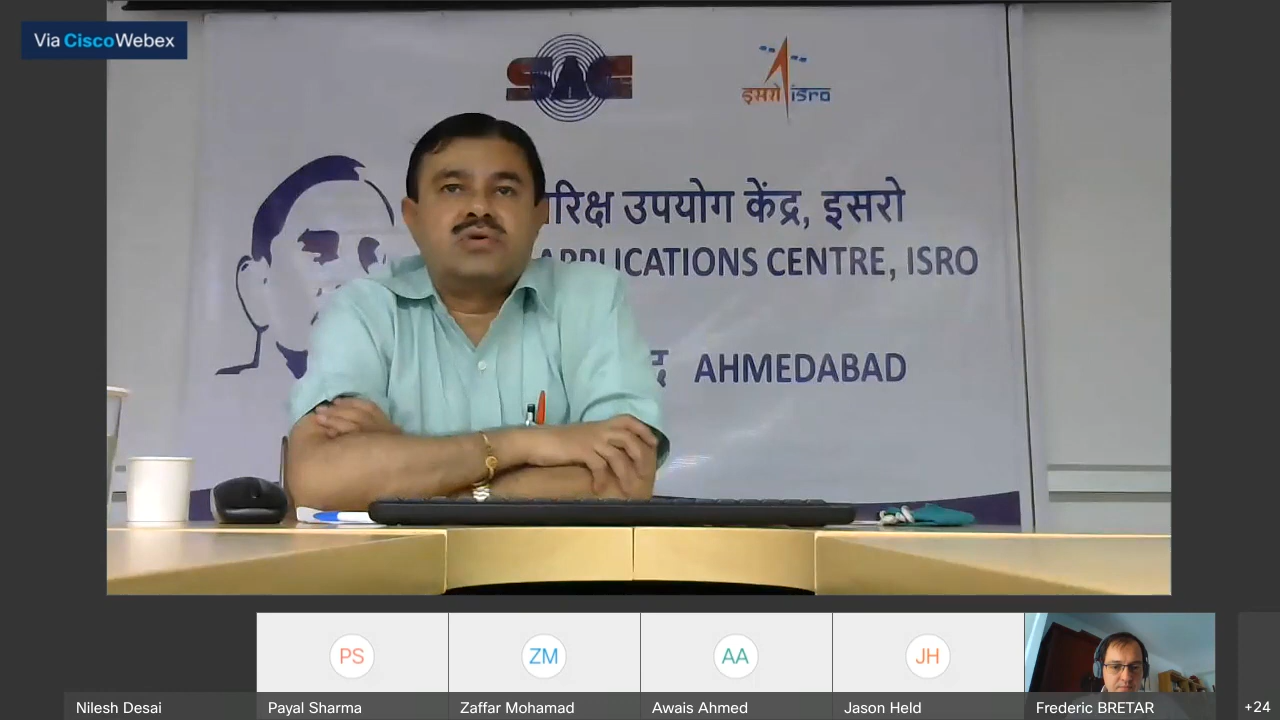 Via CiscoWebex
SAC
इसरो isro
रिक्ष उपयोग केंद्र, इसरो
APPLICATIONS CENTRE, ISRO
AHMEDABAD
PS
ZM
AA
JH
Nilesh Desai
Payal Sharma
Zaffar Mohamad
Awais Ahmed
Jason Held
Frederic BRETAR
+24